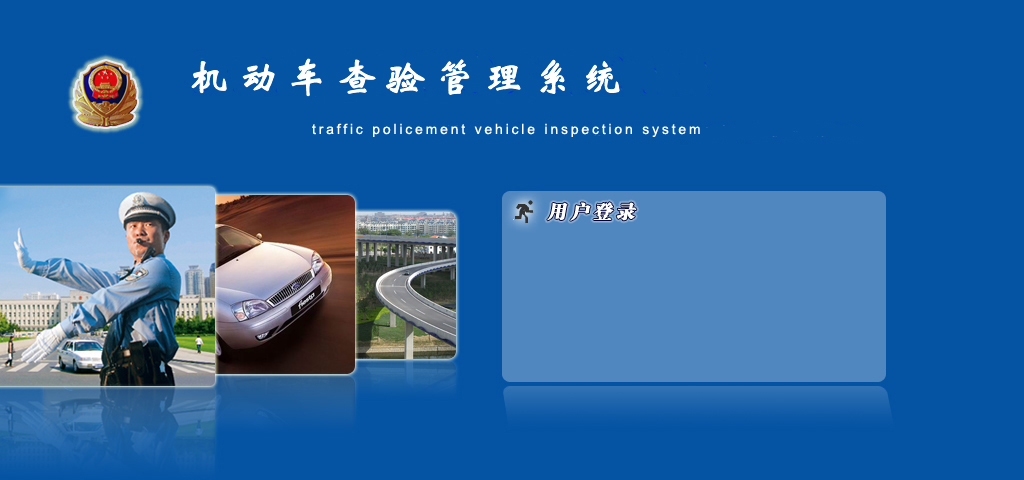 机动车查验管理系统
traffic policement vehicle inspection system
用户登录